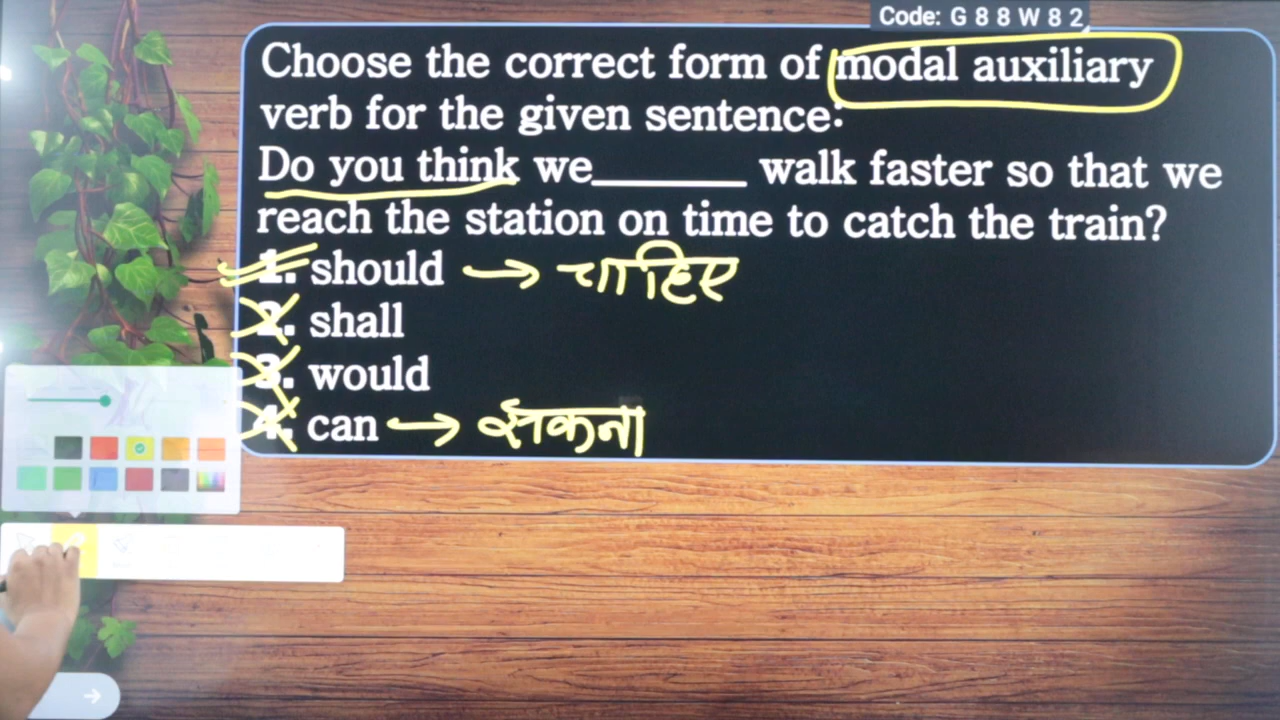 Code: G 8 8 W 8 2
Choose the correct form of modal auxiliary
verb for the given sentence:
Do you think we_______ walk faster so that we
reach the station on time to catch the train?
1. should → चाहिए
2. shall
3. would
4. can → सकना